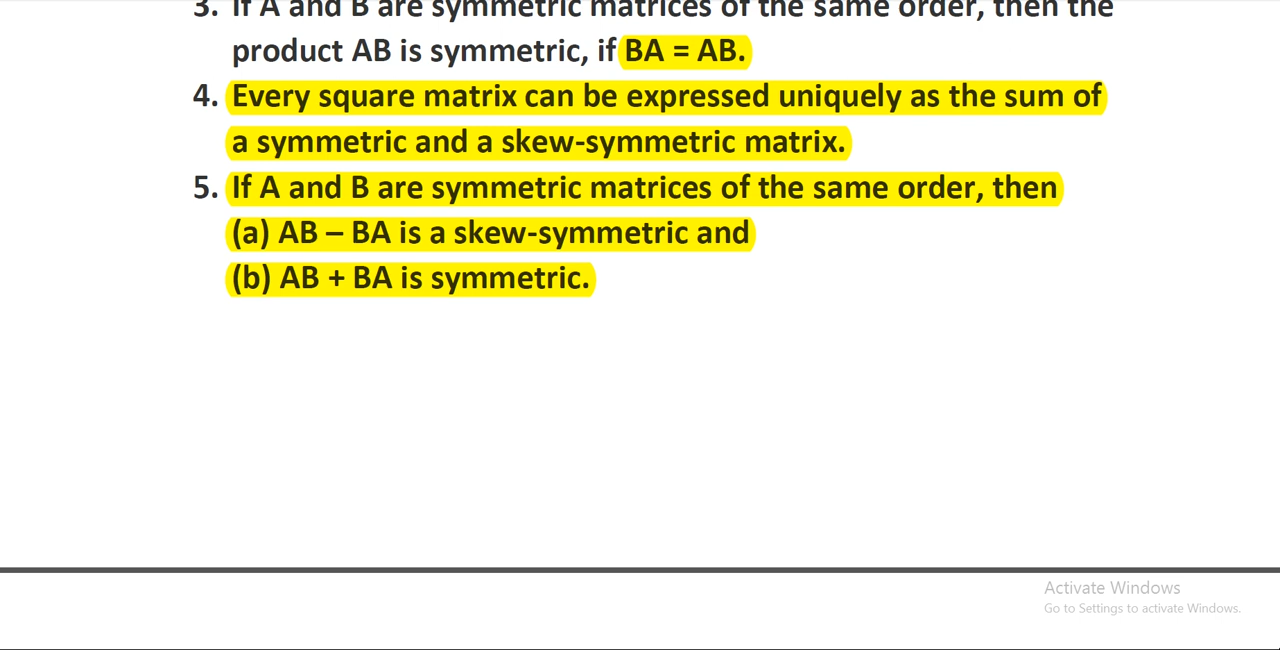 3. If A and B are symmetric matrices of the same order, then the
product AB is symmetric, if BA = AB.
4. Every square matrix can be expressed uniquely as the sum of
a symmetric and a skew-symmetric matrix.
5. If A and B are symmetric matrices of the same order, then
(a) AB – BA is a skew-symmetric and
(b) AB + BA is symmetric.
Activate Windows
Go to Settings to activate Windows.